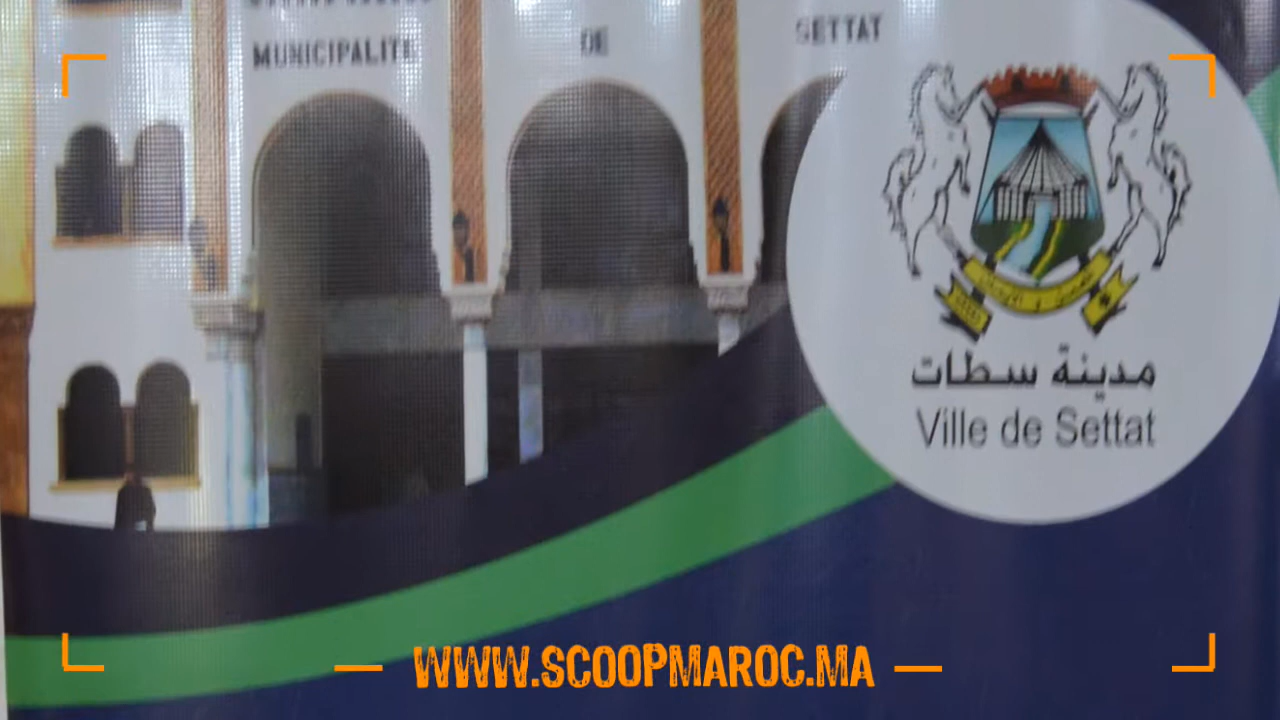 MUNICIPALITE DE SETTAT
مدينة سطات
Ville de Settat
WWW.SCOOPMAROC.MA